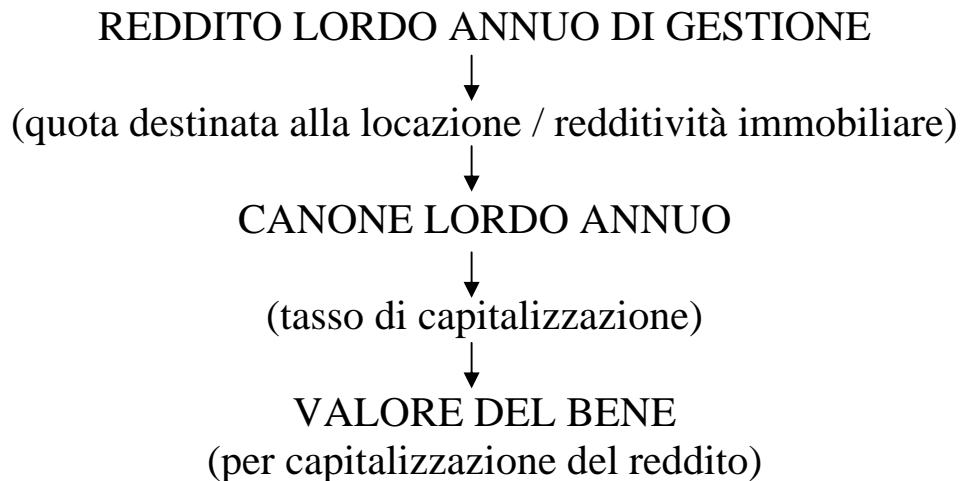 REDDITO LORDO ANNUO DI GESTIONE
(quota destinata alla locazione / redditività immobiliare)
CANONE LORDO ANNUO
(tasso di capitalizzazione)
VALORE DEL BENE
(per capitalizzazione del reddito)